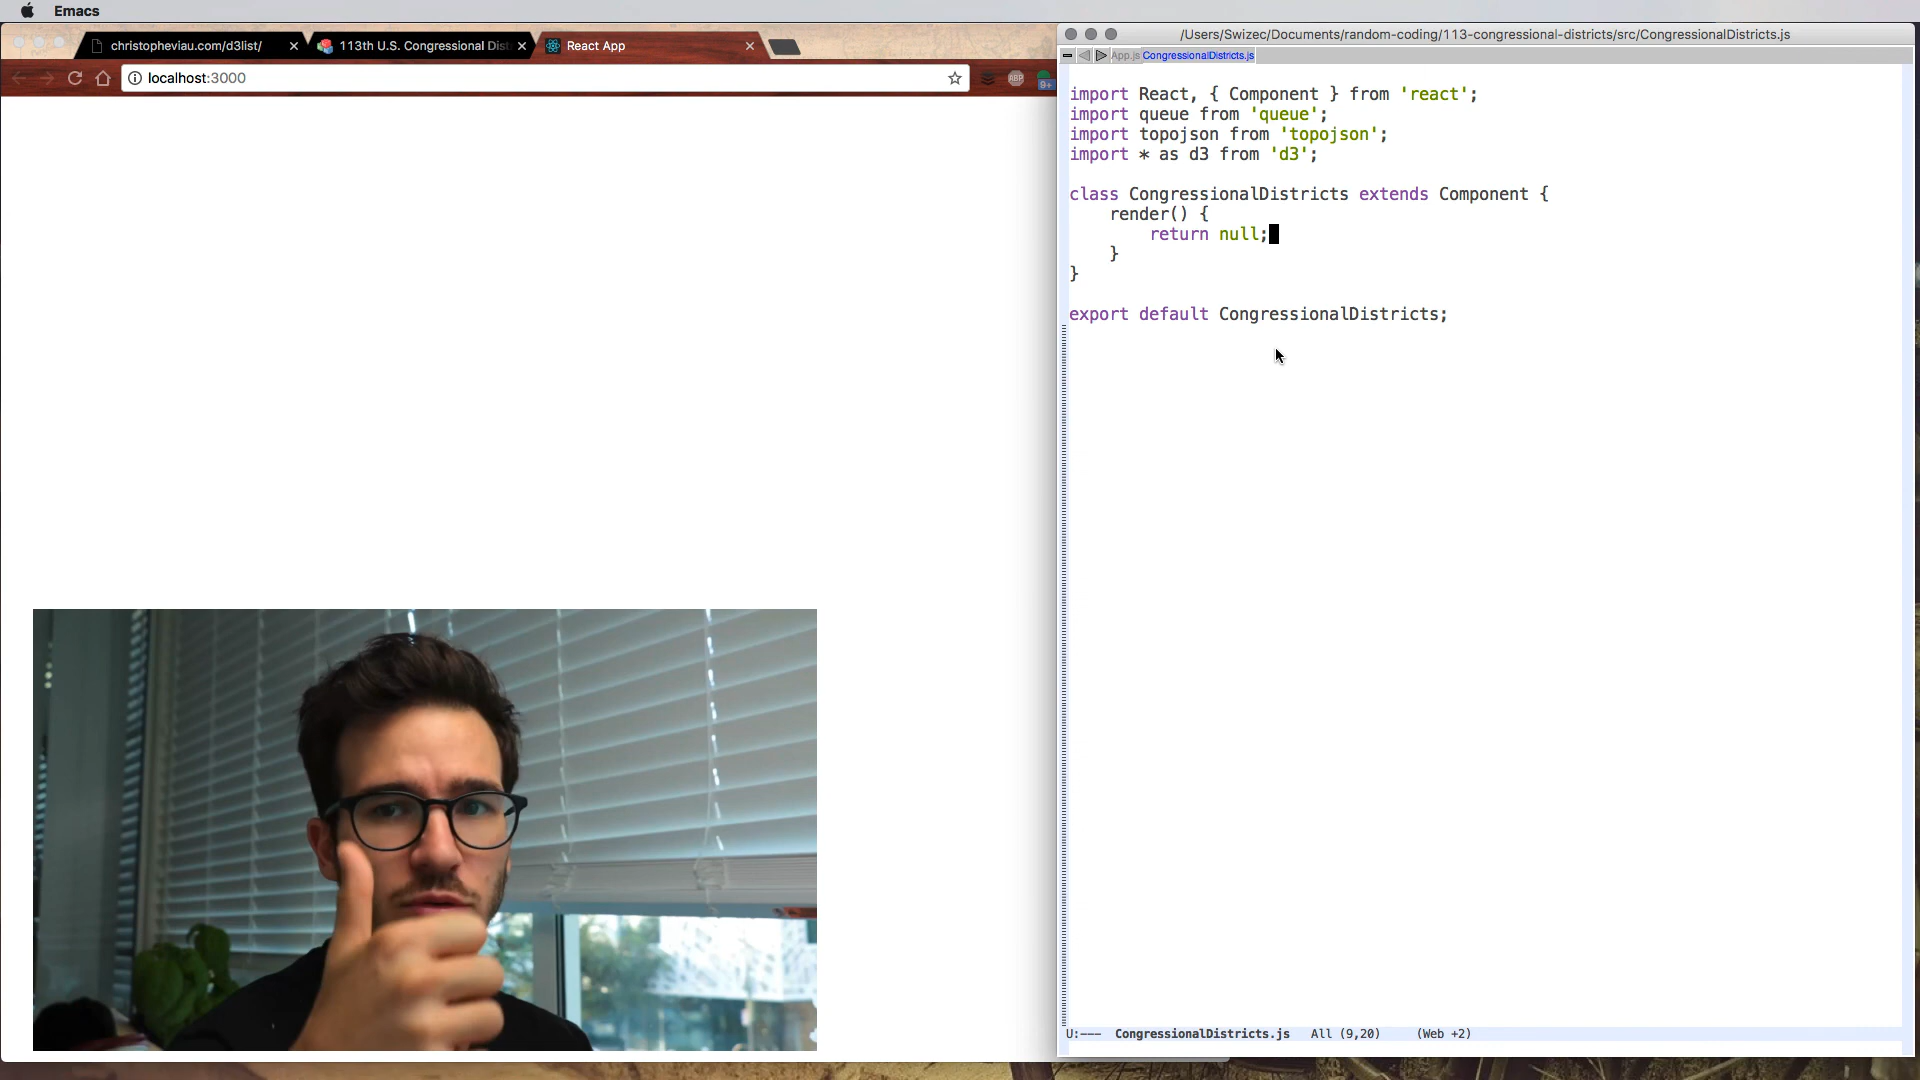 Emacs
christopheviau.com/d3list/
113th U.S. Congressional Dist
React App
localhost:3000
ABP
9+
/Users/Swizec/Documents/random-coding/113-congressional-districts/src/CongressionalDistricts.js
App.js CongressionalDistricts.js
import React, { Component } from 'react';
import queue from 'queue';
import topojson from 'topojson';
import * as d3 from 'd3';
class CongressionalDistricts extends Component {
render() {
return null;
}
}
export default CongressionalDistricts;
U:--- CongressionalDistricts.js All (9,20) (Web +2)